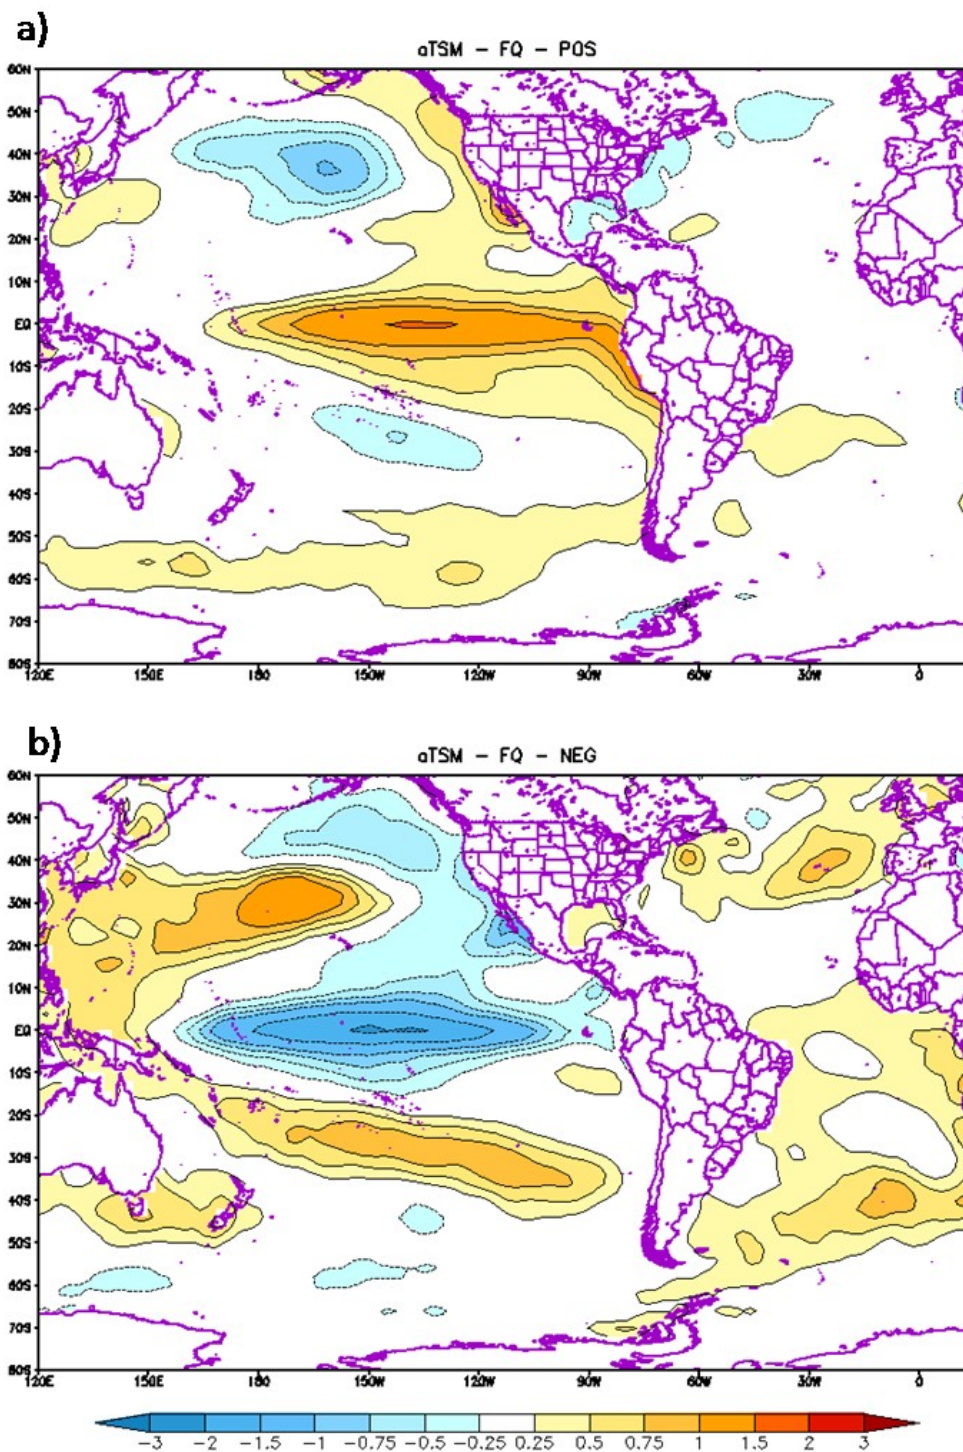 a)
aTSM – FQ – POS
60N
50N
40N
30N
20N
10N
EQ
10S
20S
30S
40S
50S
60S
70S
80S
120E 150E 180 150W 120W 90W 60W 30W 0
b)
aTSM – FQ – NEG
60N
50N
40N
30N
20N
10N
EQ
10S
20S
30S
40S
50S
60S
70S
80S
120E 150E 180 150W 120W 90W 60W 30W 0
−3 −2 −1.5 −1 −0.75 −0.5 −0.25 0.25 0.5 0.75 1 1.5 2 3